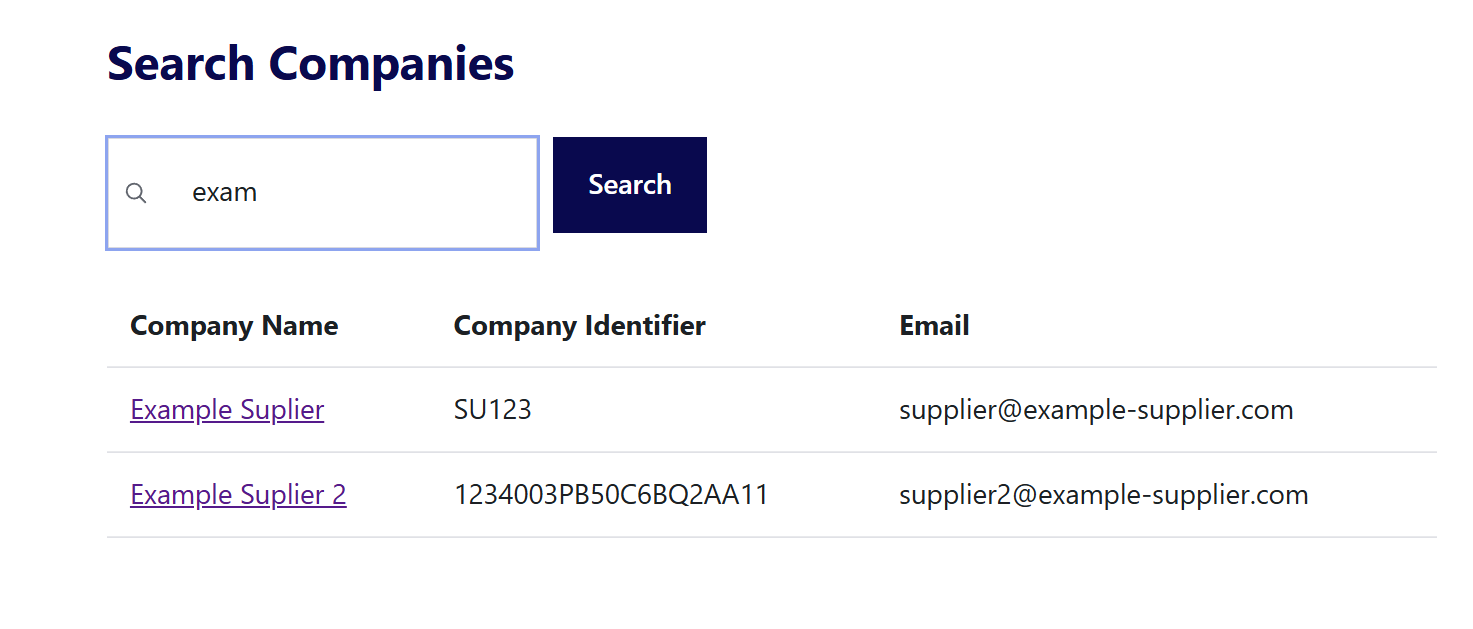 Search Companies
exam
Search
Company Name Company Identifier Email
Example Suplier SU123 supplier@example-supplier.com
Example Suplier 2 1234003PB50C6BQ2AA11 supplier2@example-supplier.com